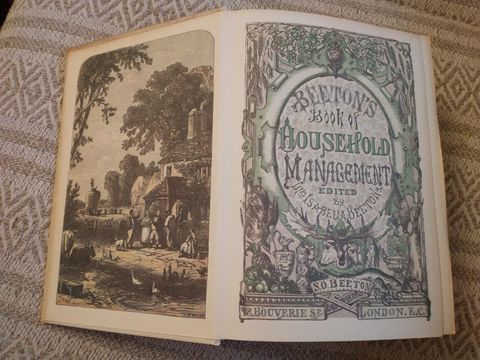 BEETON'S
Book of
HOUSEHOLD
MANAGEMENT
EDITED
BY
MRS ISABELLA BEETON
S.O. BEETON
BOUVERIE ST
LONDON. E.C.